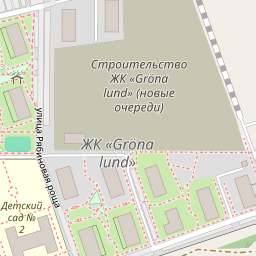 Строительство
ЖК «Gröna
lund» (новые
очереди)
ЖК «Gröna
lund»
улица Рябиновая роща
Детский
сад №
2